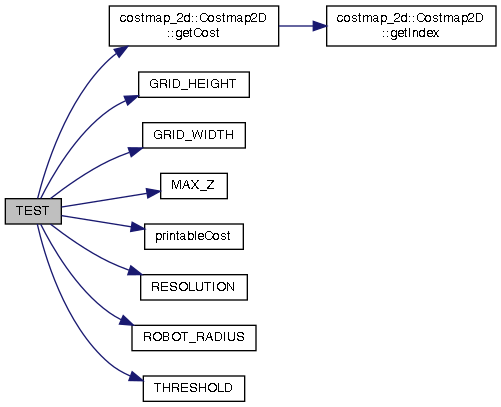 costmap_2d::Costmap2D
::getCost
costmap_2d::Costmap2D
::getIndex
GRID_HEIGHT
GRID_WIDTH
MAX_Z
TEST
printableCost
RESOLUTION
ROBOT_RADIUS
THRESHOLD